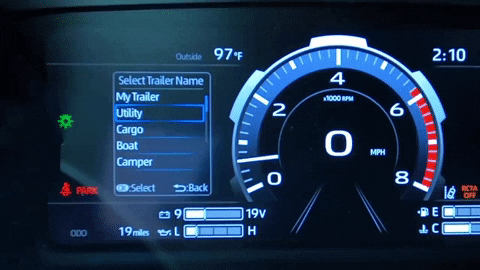 Outside 97°F
2:10
Select Trailer Name
My Trailer
Utility
Cargo
Boat
Camper
OK :Select :Back
0
2
4
6
8
x1000 RPM
0 MPH
PARK
RCTA
OFF
9 19V
E
ODO 19 miles
L H
C